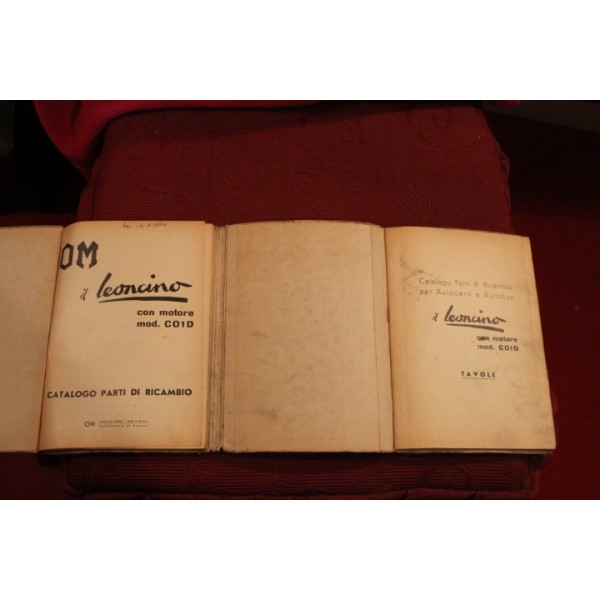 OM
il leoncino
con motore
mod. CO1D
CATALOGO PARTI DI RICAMBIO
OM
Catalogo Parti di Ricambio
per Autocarri e Autobus
il leoncino
con motore
mod. CO1D
TAVOLE